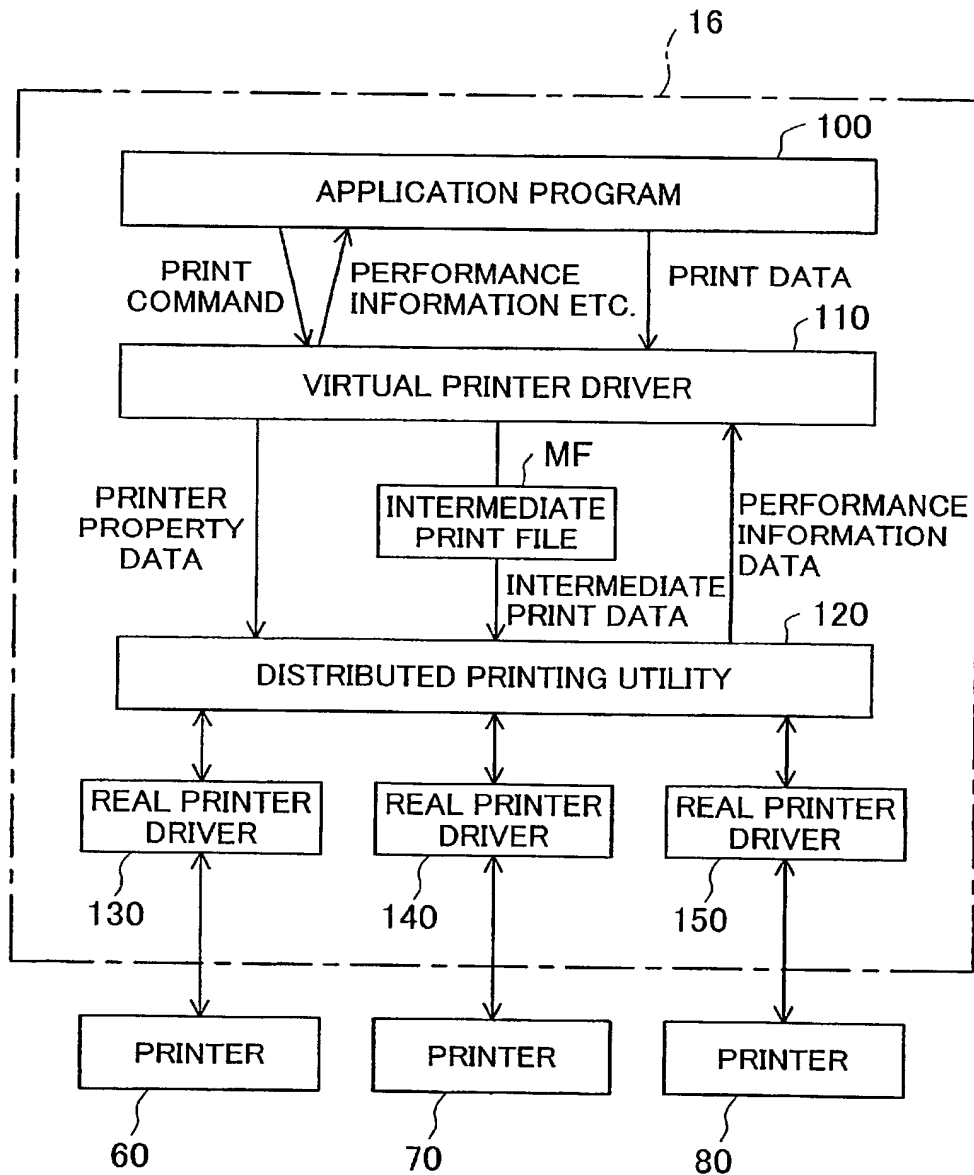 16
100
APPLICATION PROGRAM
PRINT
COMMAND
PERFORMANCE
INFORMATION ETC.
PRINT DATA
110
VIRTUAL PRINTER DRIVER
MF
PRINTER
PROPERTY
DATA
INTERMEDIATE
PRINT FILE
PERFORMANCE
INFORMATION
DATA
INTERMEDIATE
PRINT DATA
120
DISTRIBUTED PRINTING UTILITY
REAL PRINTER
DRIVER
REAL PRINTER
DRIVER
REAL PRINTER
DRIVER
130
140
150
PRINTER
PRINTER
PRINTER
60
70
80